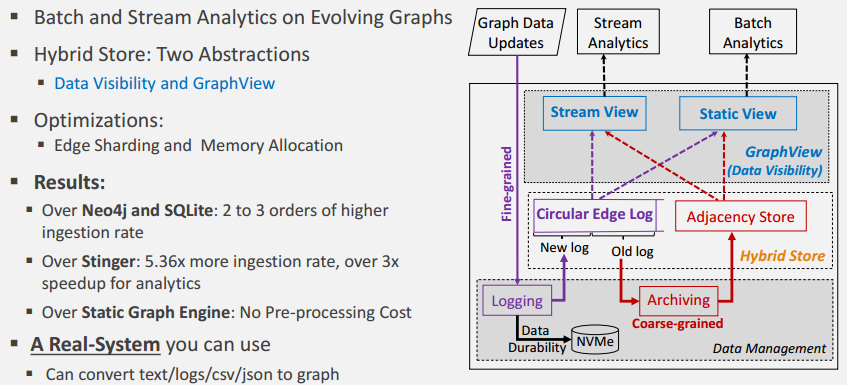 Batch and Stream Analytics on Evolving Graphs
Hybrid Store: Two Abstractions
Data Visibility and GraphView
Optimizations:
Edge Sharding and Memory Allocation
Results:
Over Neo4j and SQLite: 2 to 3 orders of higher
ingestion rate
Over Stinger: 5.36x more ingestion rate, over 3x
speedup for analytics
Over Static Graph Engine: No Pre-processing Cost
A Real-System you can use
Can convert text/logs/csv/json to graph
Graph Data
Updates
Stream
Analytics
Batch
Analytics
Stream View
Static View
GraphView
(Data Visibility)
Fine-grained
Circular Edge Log
Adjacency Store
New log
Old log
Hybrid Store
Logging
Archiving
Coarse-grained
Data
Durability
NVMe
Data Management